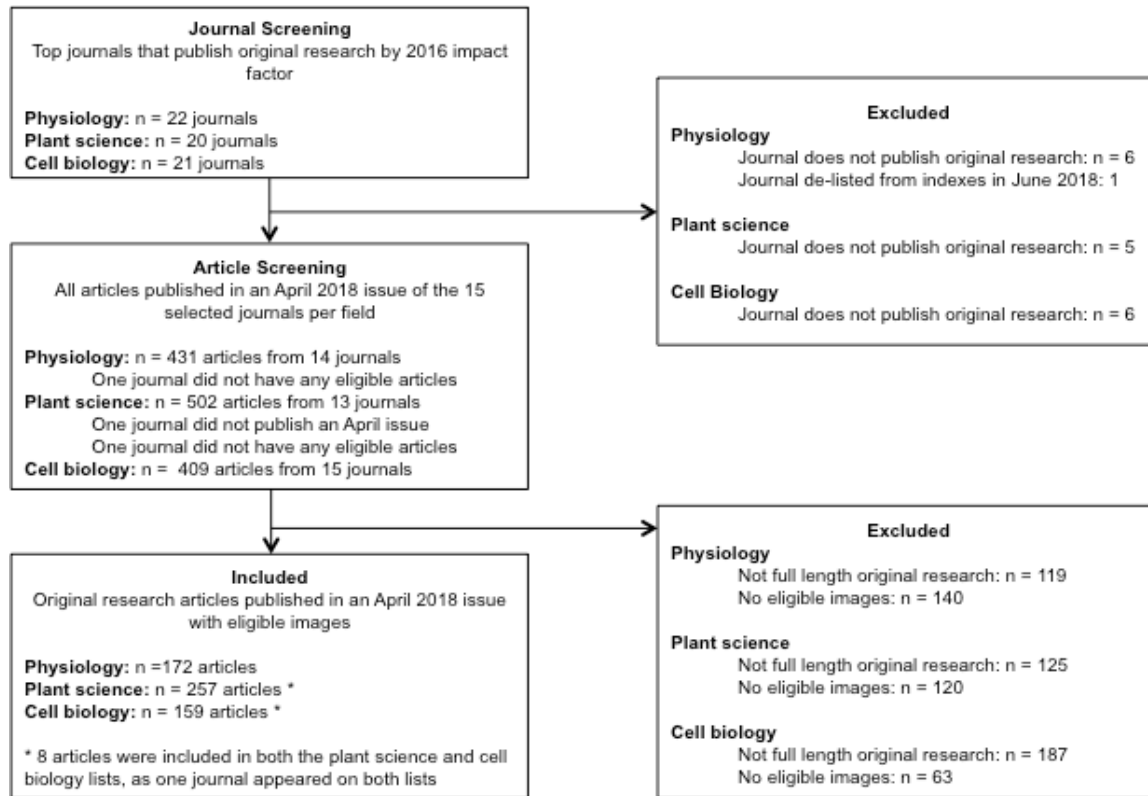 Journal Screening
Top journals that publish original research by 2016 impact
factor
Physiology: n = 22 journals
Plant science: n = 20 journals
Cell biology: n = 21 journals
Excluded
Physiology
Journal does not publish original research: n = 6
Journal de-listed from indexes in June 2018: 1
Plant science
Journal does not publish original research: n = 5
Cell Biology
Journal does not publish original research: n = 6
Article Screening
All articles published in an April 2018 issue of the 15
selected journals per field
Physiology: n = 431 articles from 14 journals
One journal did not have any eligible articles
Plant science: n = 502 articles from 13 journals
One journal did not publish an April issue
One journal did not have any eligible articles
Cell biology: n =  409 articles from 15 journals
Excluded
Physiology
Not full length original research: n = 119
No eligible images: n = 140
Plant science
Not full length original research: n = 125
No eligible images: n = 120
Cell biology
Not full length original research: n = 187
No eligible images: n = 63
Included
Original research articles published in an April 2018 issue
with eligible images
Physiology: n =172 articles
Plant science: n = 257 articles *
Cell biology: n = 159 articles *
* 8 articles were included in both the plant science and cell
biology lists, as one journal appeared on both lists